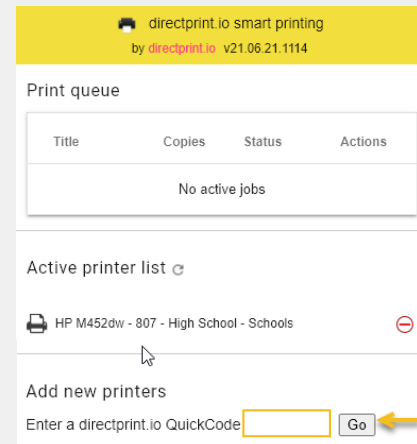 directprint.io smart printing
by directprint.io v21.06.21.1114
Print queue
Title Copies Status Actions
No active jobs
Active printer list
HP M452dw - 807 - High School - Schools
Add new printers
Enter a directprint.io QuickCode Go